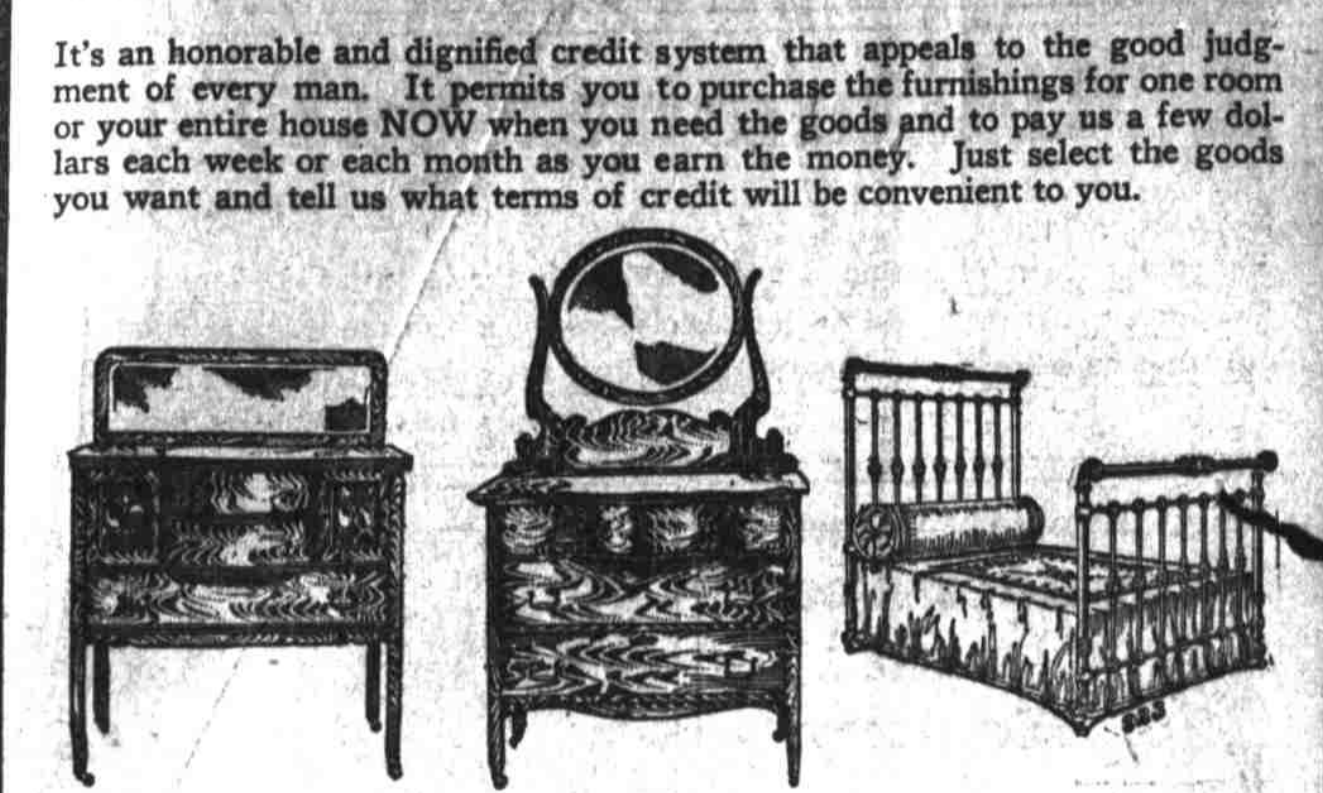 It's an honorable and dignified credit system that appeals to the good judg-
ment of every man. It permits you to purchase the furnishings for one room
or your entire house NOW when you need the goods and to pay us a few dol-
lars each week or each month as you earn the money. Just select the goods
you want and tell us what terms of credit will be convenient to you.